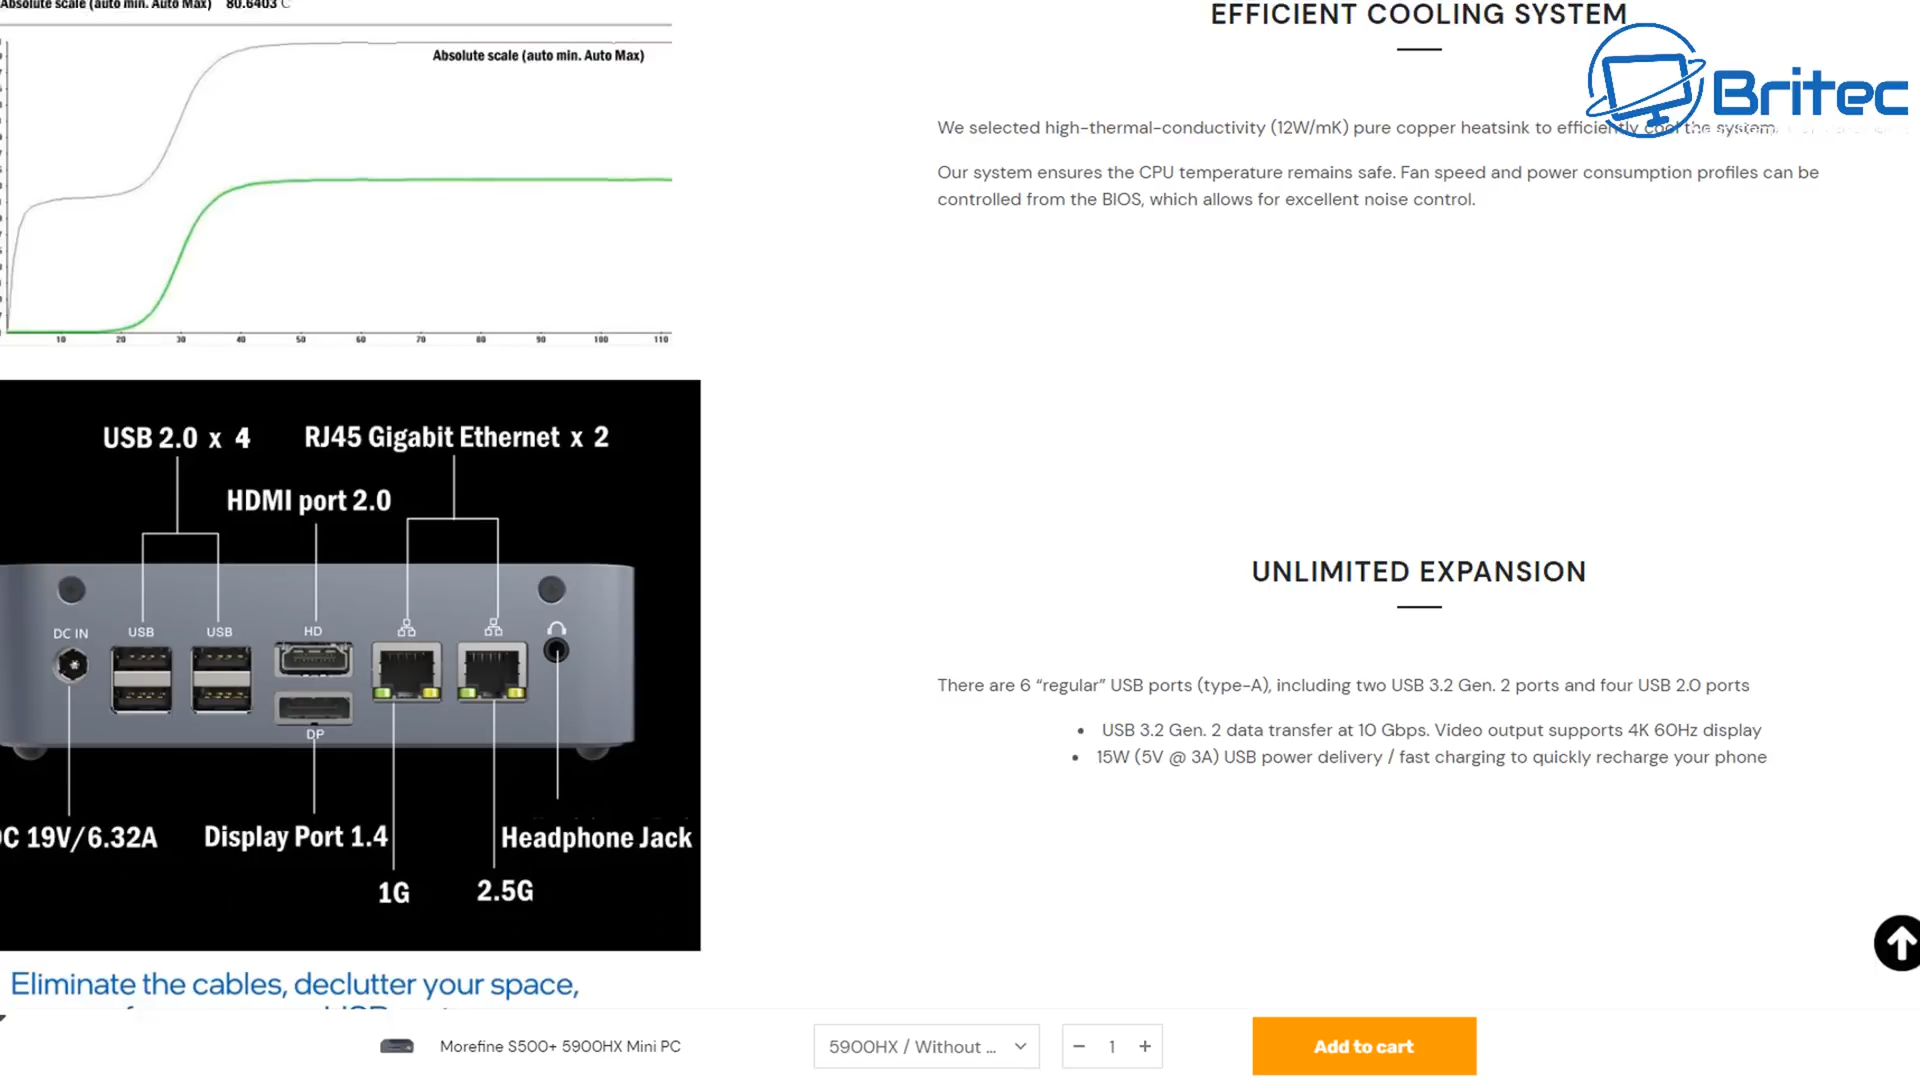 Absolute scale (auto min. Auto Max) 80.6403 C
Absolute scale (auto min. Auto Max)
10 20 30 40 50 60 70 80 90 100 110
EFFICIENT COOLING SYSTEM
Britec
We selected high-thermal-conductivity (12W/mK) pure copper heatsink to efficiently cool the system.
Our system ensures the CPU temperature remains safe. Fan speed and power consumption profiles can be
controlled from the BIOS, which allows for excellent noise control.
USB 2.0 x 4
RJ45 Gigabit Ethernet x 2
HDMI port 2.0
DC IN
USB
USB
HD
DP
DC 19V/6.32A
Display Port 1.4
Headphone Jack
1G
2.5G
UNLIMITED EXPANSION
There are 6 “regular” USB ports (type-A), including two USB 3.2 Gen. 2 ports and four USB 2.0 ports
• USB 3.2 Gen. 2 data transfer at 10 Gbps. Video output supports 4K 60Hz display
• 15W (5V @ 3A) USB power delivery / fast charging to quickly recharge your phone
Eliminate the cables, declutter your space,
Morefine S500+ 5900HX Mini PC
5900HX / Without ...
− 1 +
Add to cart